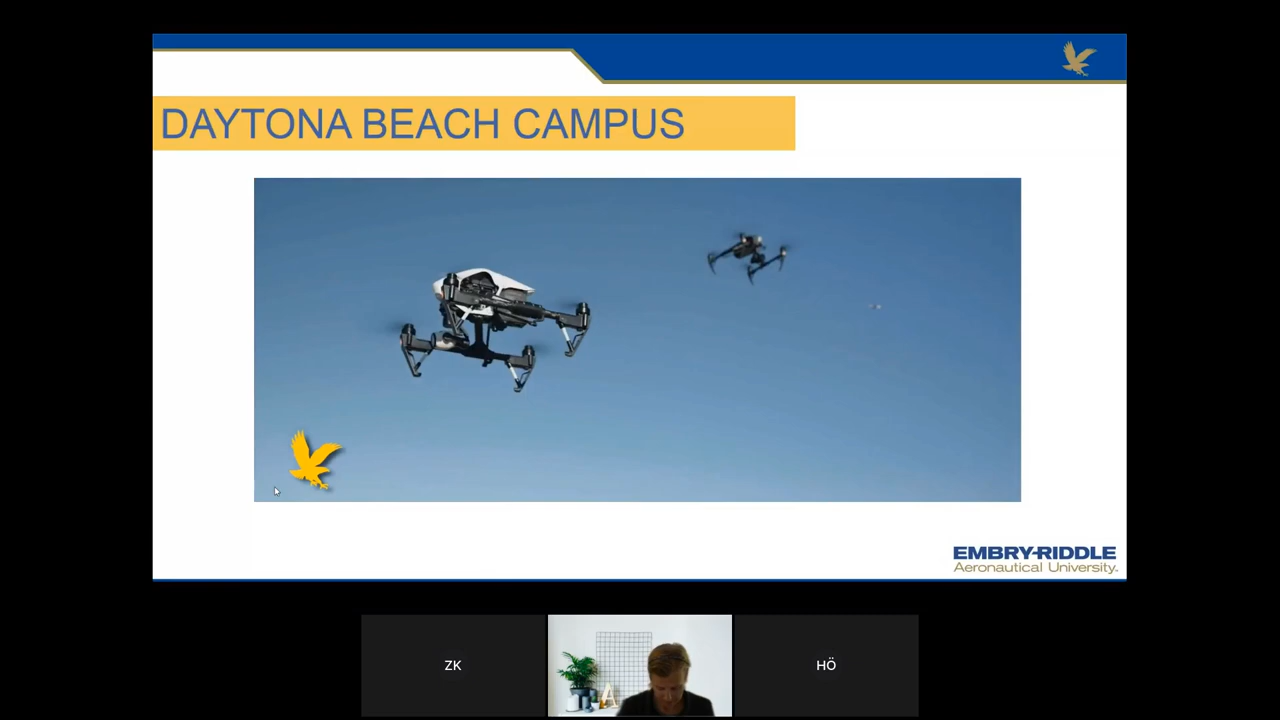 DAYTONA BEACH CAMPUS
EMBRY-RIDDLE
Aeronautical University.
ZK
A
HÖ